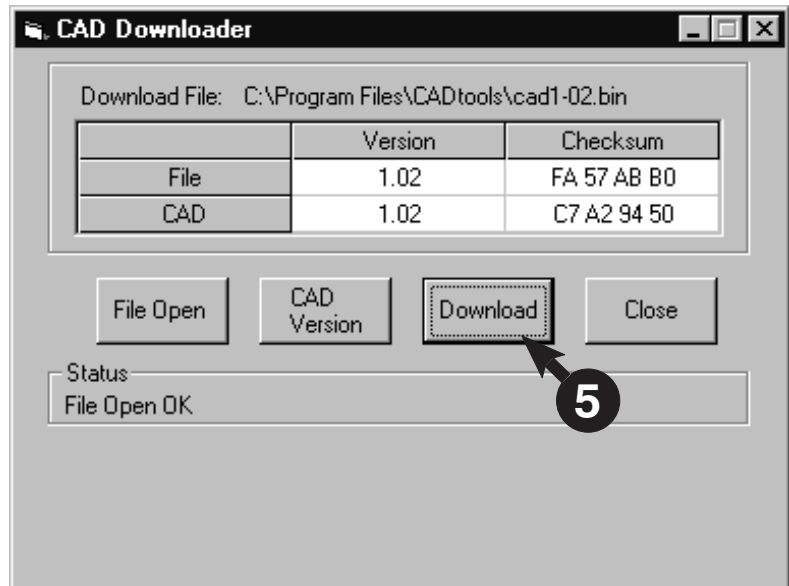 CAD Downloader
Download File: C:\Program Files\CADtools\cad1-02.bin
Version Checksum
File 1.02 FA 57 AB B0
CAD 1.02 C7 A2 94 50
File Open CAD Version Download Close
5
Status
File Open OK